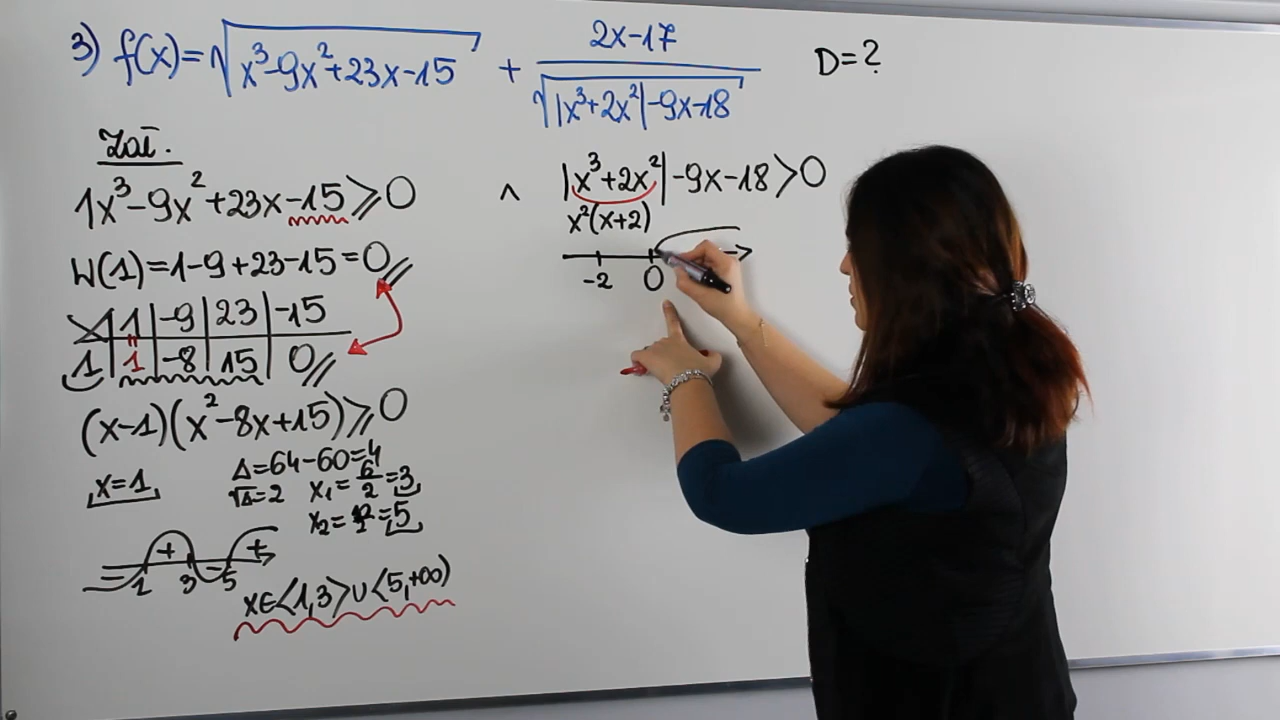 3) f(x)=√(x³-9x²+23x-15) + (2x-17)/√(|x³+2x²|-9x-18) D=?
Zał.
1x³-9x²+23x-15⩾0 ∧ |x³+2x²|-9x-18>0
x²(x+2)
-2 0
W(1)=1-9+23-15=0
1 | -9 | 23 | -15
1 | 1 | -8 | 15 | 0
(x-1)(x²-8x+15)⩾0
x=1
Δ=64-60=4
√Δ=2 x₁=6/2=3
x₂= =5
- + - +
1 3 5
x∈<1,3>∪<5,+∞)